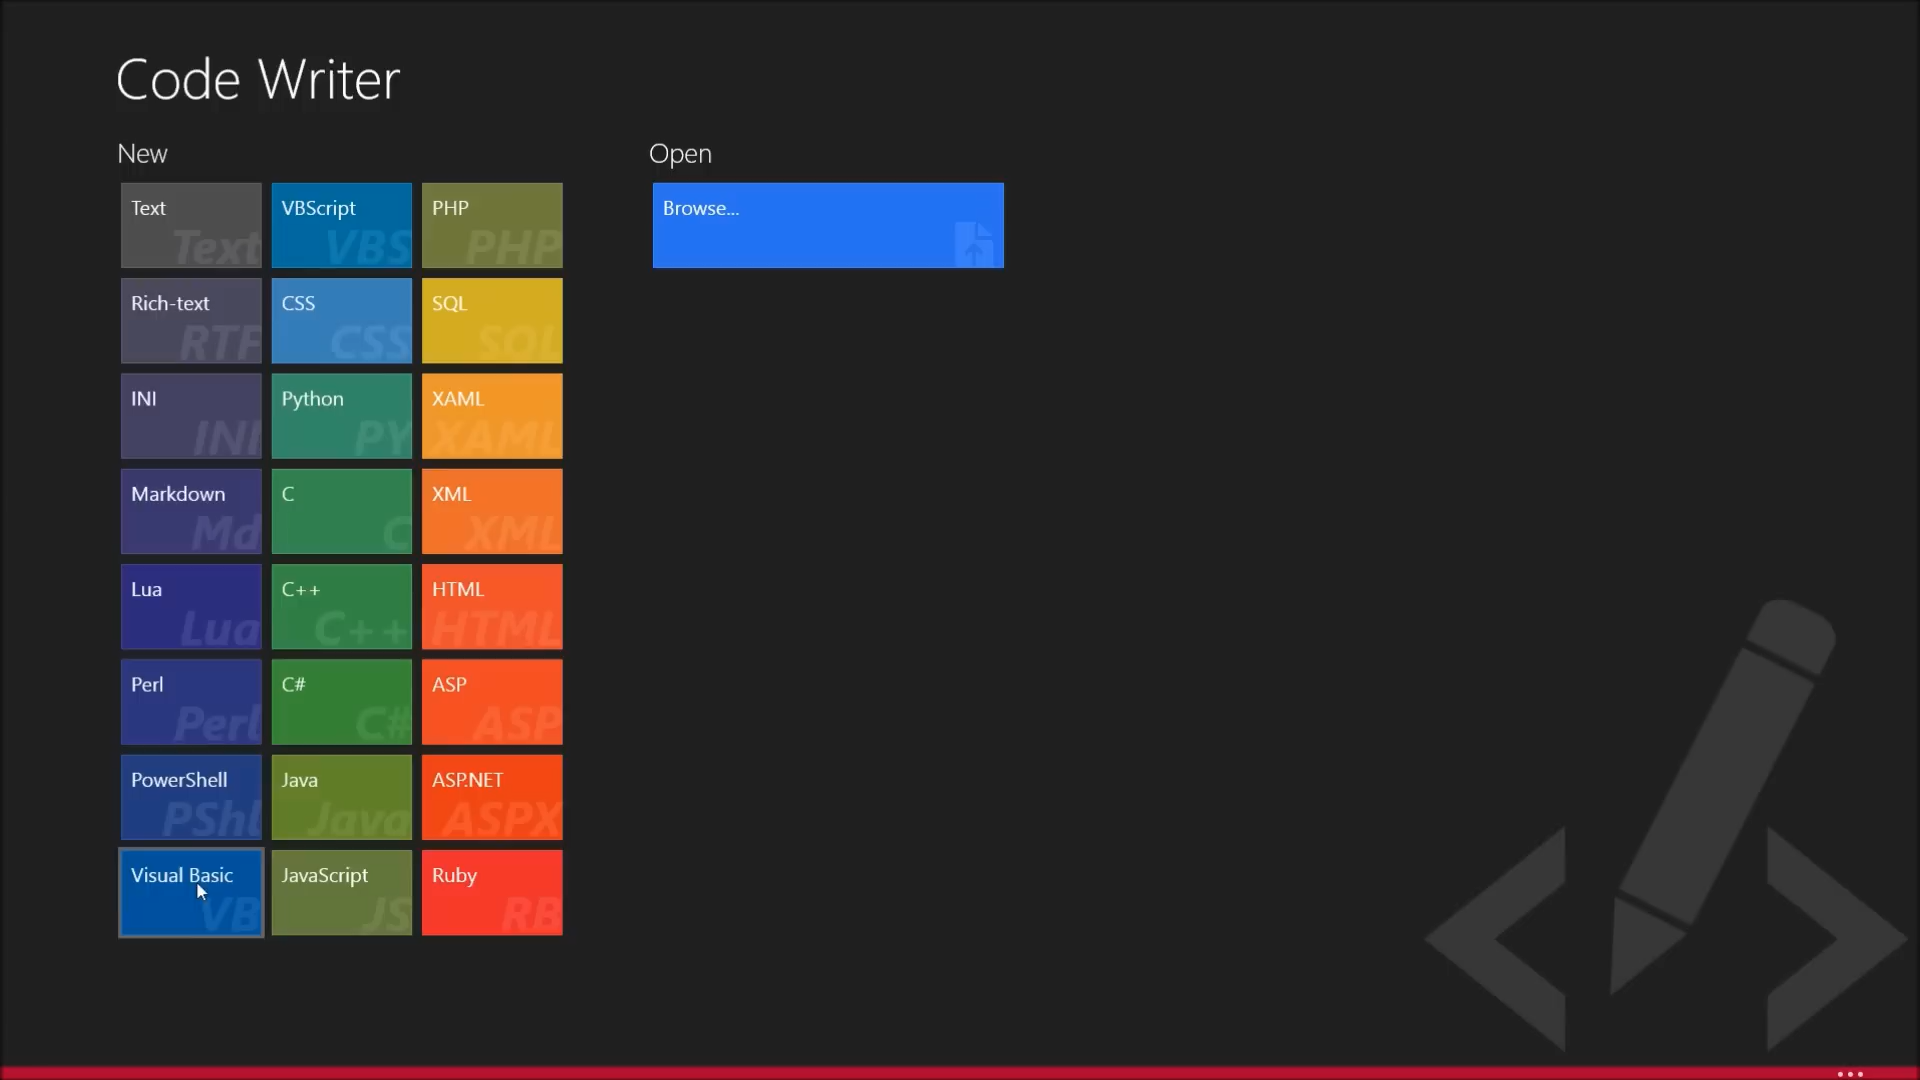 Code Writer
New
Open
Text
Text
VBScript
VBS
PHP
PHP
Browse...
Rich-text
RTF
CSS
CSS
SQL
SQL
INI
INI
Python
PY
XAML
XAML
Markdown
Md
C
C
XML
XML
Lua
Lua
C++
C++
HTML
HTML
Perl
Perl
C#
C#
ASP
ASP
PowerShell
PShl
Java
Java
ASP.NET
ASPX
Visual Basic
VB
JavaScript
JS
Ruby
RB